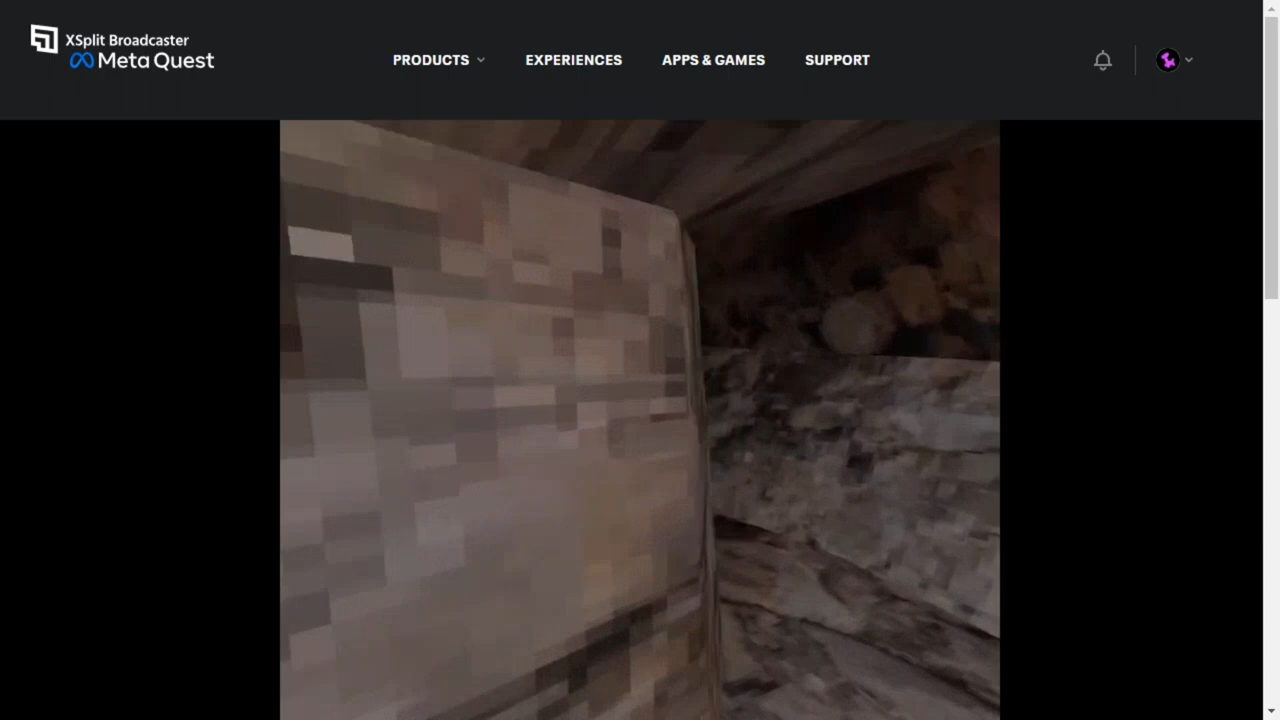 XSplit Broadcaster
Meta Quest
PRODUCTS
EXPERIENCES
APPS & GAMES
SUPPORT